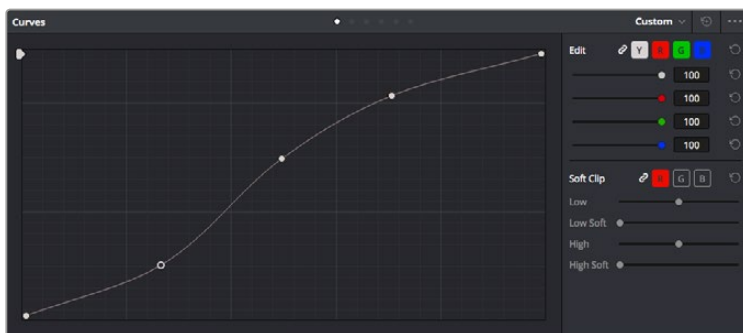 Curves
Custom
Edit Y R G B
100
100
100
100
Soft Clip R G B
Low
Low Soft
High
High Soft